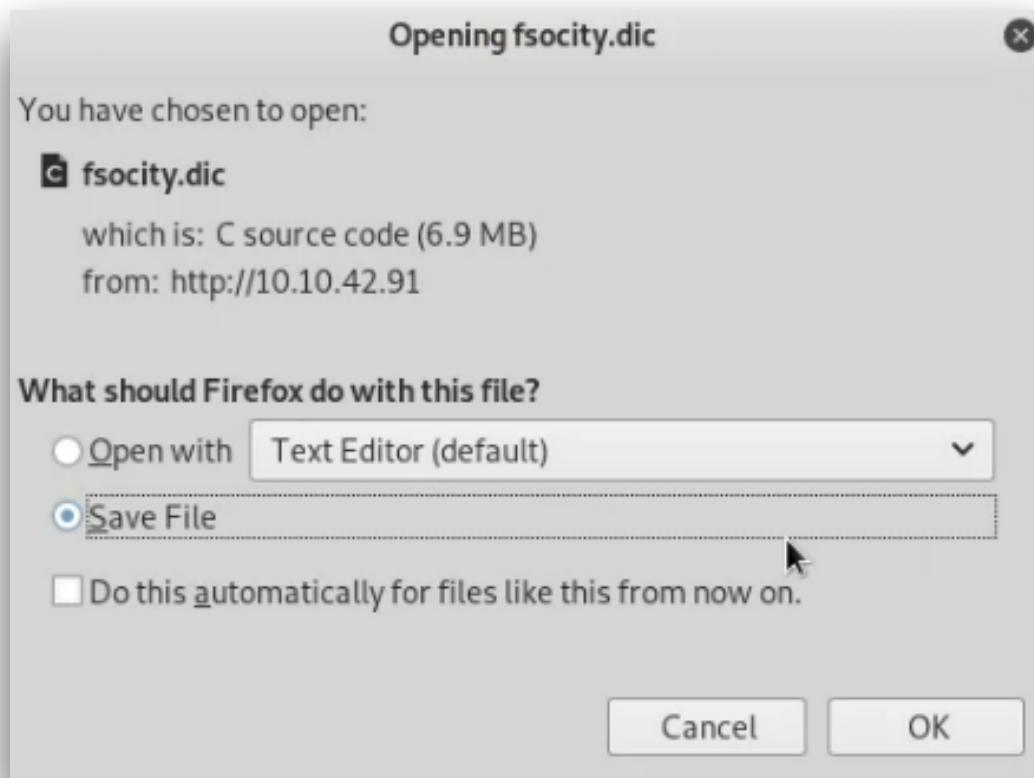 Opening fsocity.dic
You have chosen to open:
fsocity.dic
which is: C source code (6.9 MB)
from: http://10.10.42.91
What should Firefox do with this file?
Open with Text Editor (default)
Save File
Do this automatically for files like this from now on.
Cancel OK